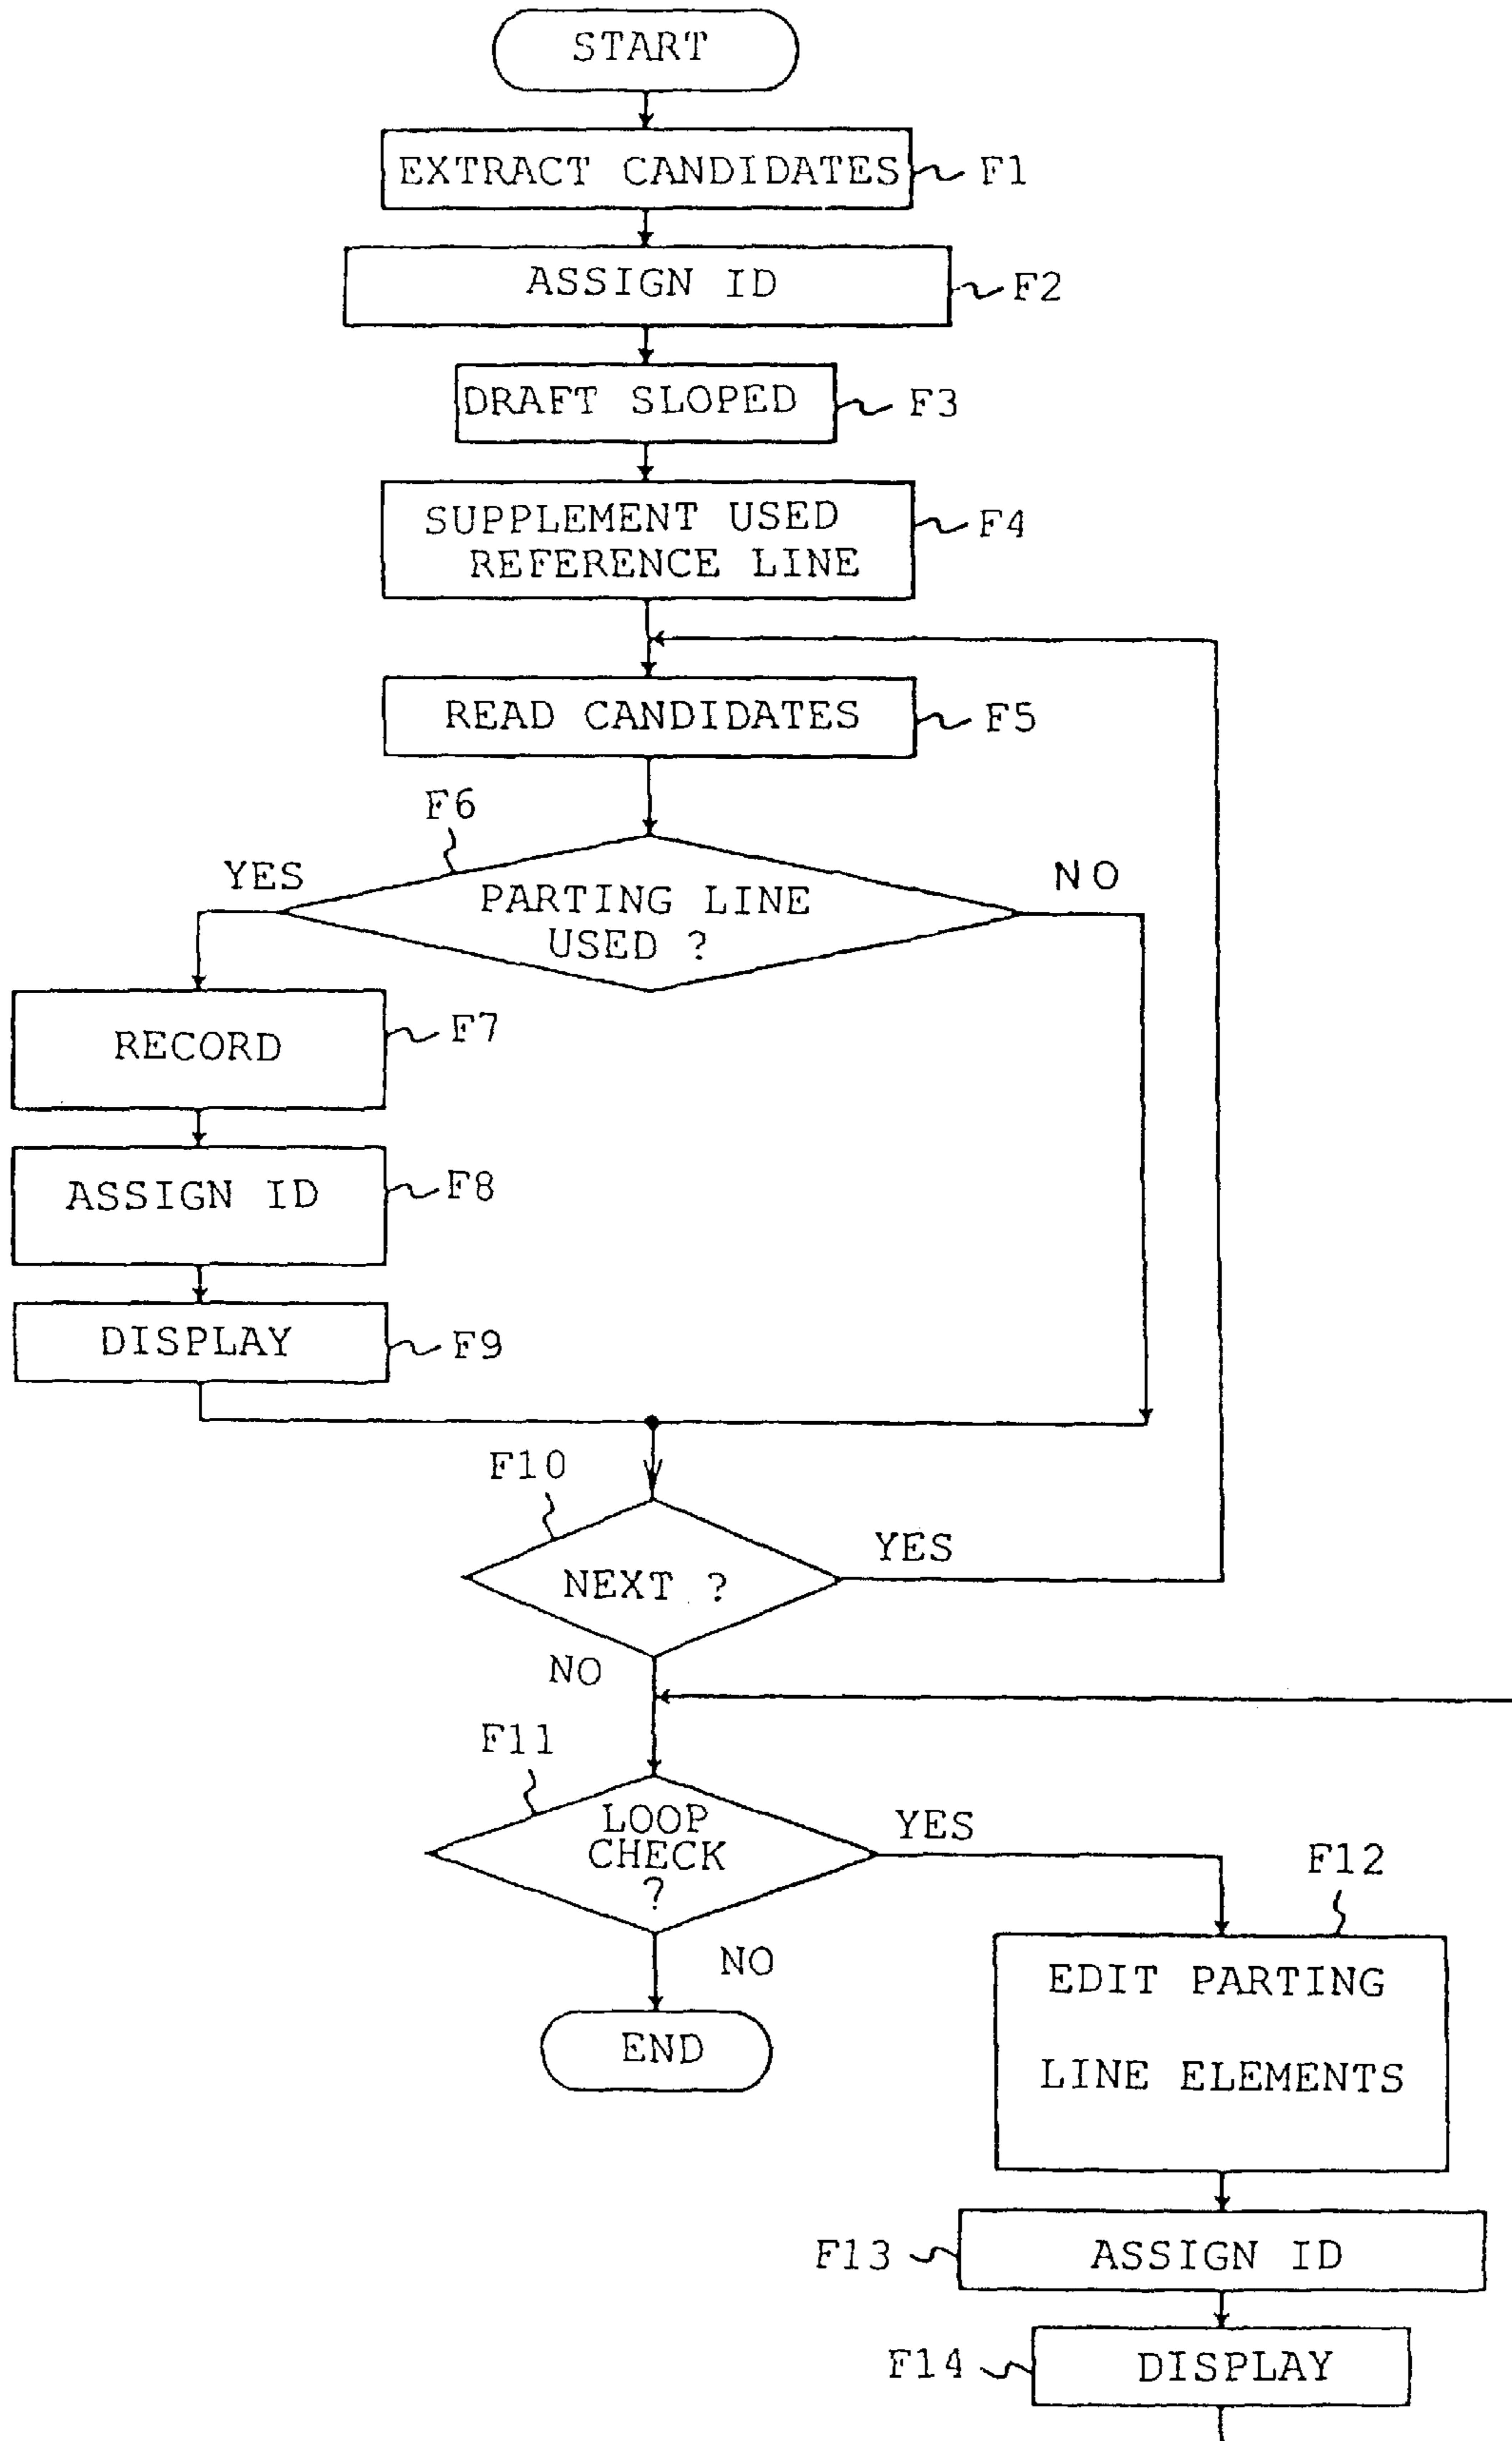 START
EXTRACT CANDIDATES
F1
ASSIGN ID
F2
DRAFT SLOPED
F3
SUPPLEMENT USED
REFERENCE LINE
F4
READ CANDIDATES
F5
F6
YES
NO
PARTING LINE
USED ?
RECORD
F7
ASSIGN ID
F8
DISPLAY
F9
F10
NEXT ?
YES
NO
F11
LOOP
CHECK
?
YES
NO
END
F12
EDIT PARTING
LINE ELEMENTS
F13
ASSIGN ID
F14
DISPLAY